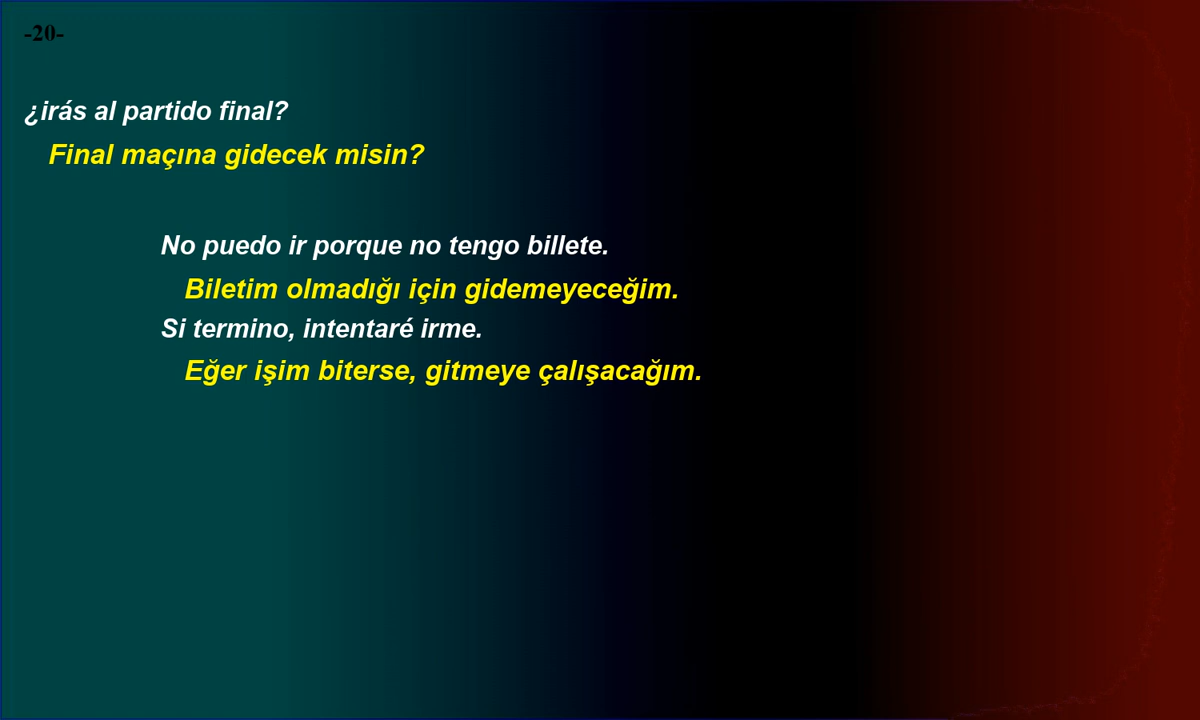 -20-
¿irás al partido final?
Final maçına gidecek misin?
No puedo ir porque no tengo billete.
Biletim olmadığı için gidemeyeceğim.
Si termino, intentaré irme.
Eğer işim biterse, gitmeye çalışacağım.